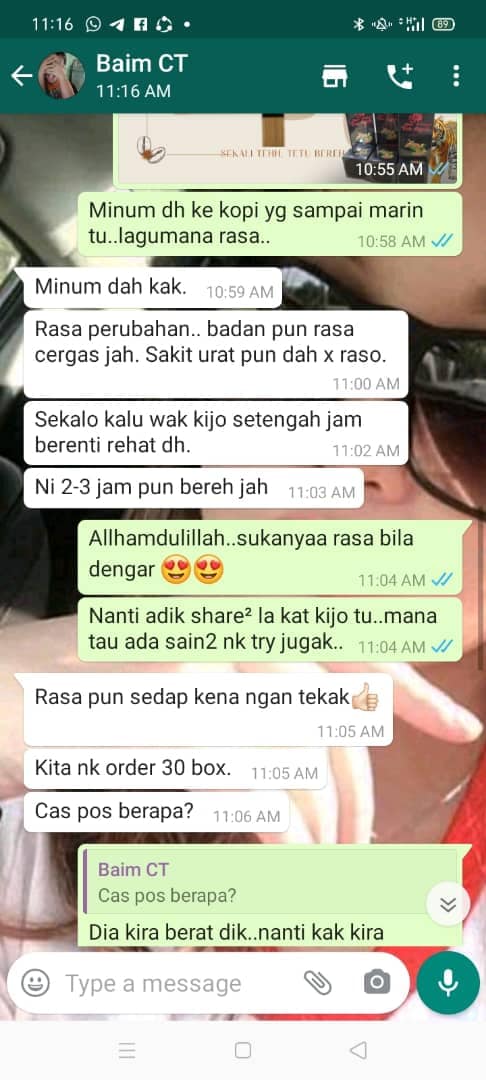 11:16
89
Baim CT
11:16 AM
SEKALI TEHIL TETU BEREH
10:55 AM
Minum dh ke kopi yg sampai marin
tu..lagumana rasa..
10:58 AM
Minum dah kak.
10:59 AM
Rasa perubahan.. badan pun rasa
cergas jah. Sakit urat pun dah x raso.
11:00 AM
Sekalo kalu wak kijo setengah jam
berenti rehat dh.
11:02 AM
Ni 2-3 jam pun bereh jah
11:03 AM
Allhamdulillah..sukanyaa rasa bila
dengar 😍😍
11:04 AM
Nanti adik share² la kat kijo tu..mana
tau ada sain2 nk try jugak..
11:04 AM
Rasa pun sedap kena ngan tekak👍🏻
11:05 AM
Kita nk order 30 box.
11:05 AM
Cas pos berapa?
11:06 AM
Baim CT
Cas pos berapa?
Dia kira berat dik..nanti kak kira
Type a message